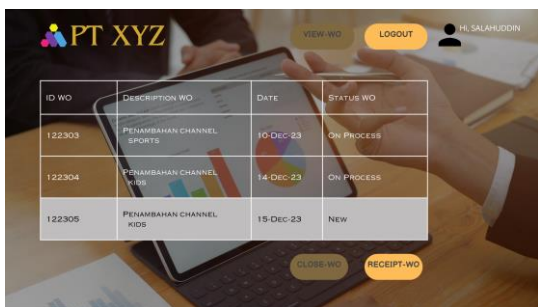 PT XYZ
VIEW-WO
LOGOUT
Hi, SALAHUDDIN
ID WO DESCRIPTION WO DATE STATUS WO
122303 PENAMBAHAN CHANNEL SPORTS 10-DEC-23 ON PROCESS
122304 PENAMBAHAN CHANNEL KIDS 14-DEC-23 ON PROCESS
122305 PENAMBAHAN CHANNEL KIDS 15-DEC-23 NEW
CLOSE-WO
RECEIPT-WO